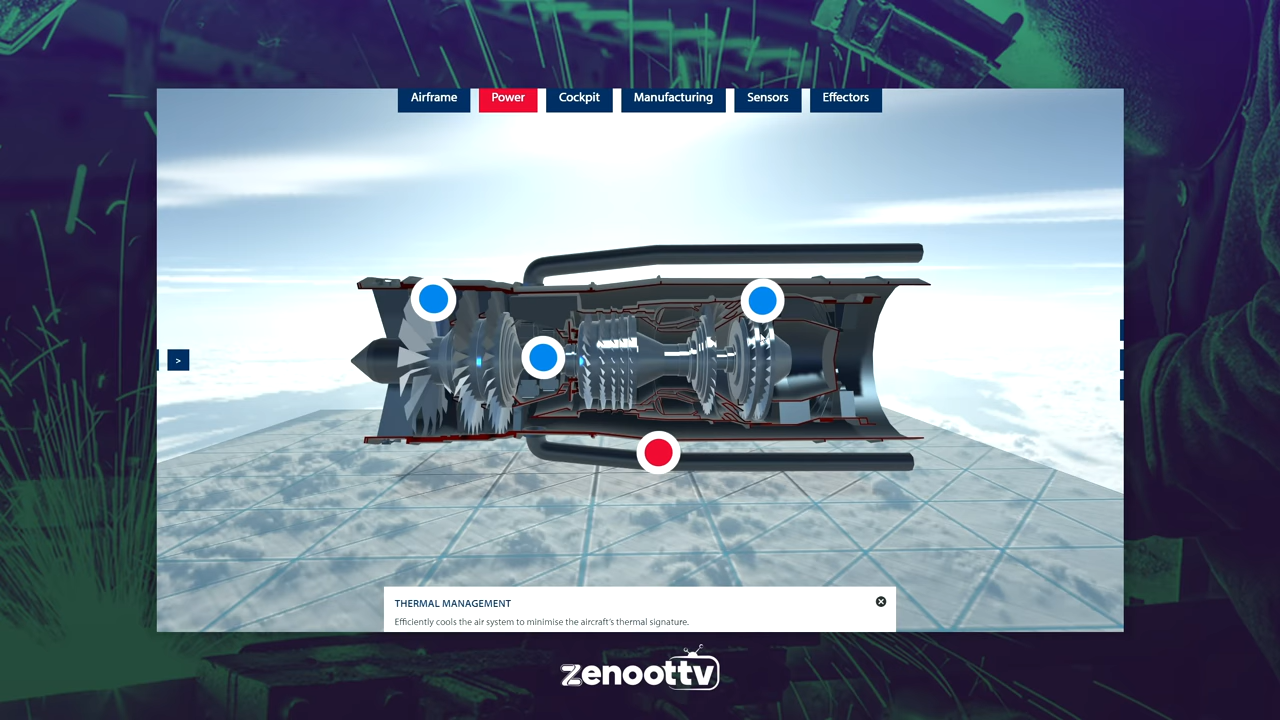 Airframe
Power
Cockpit
Manufacturing
Sensors
Effectors
>
THERMAL MANAGEMENT
Efficiently cools the air system to minimise the aircraft's thermal signature.
zenoottv